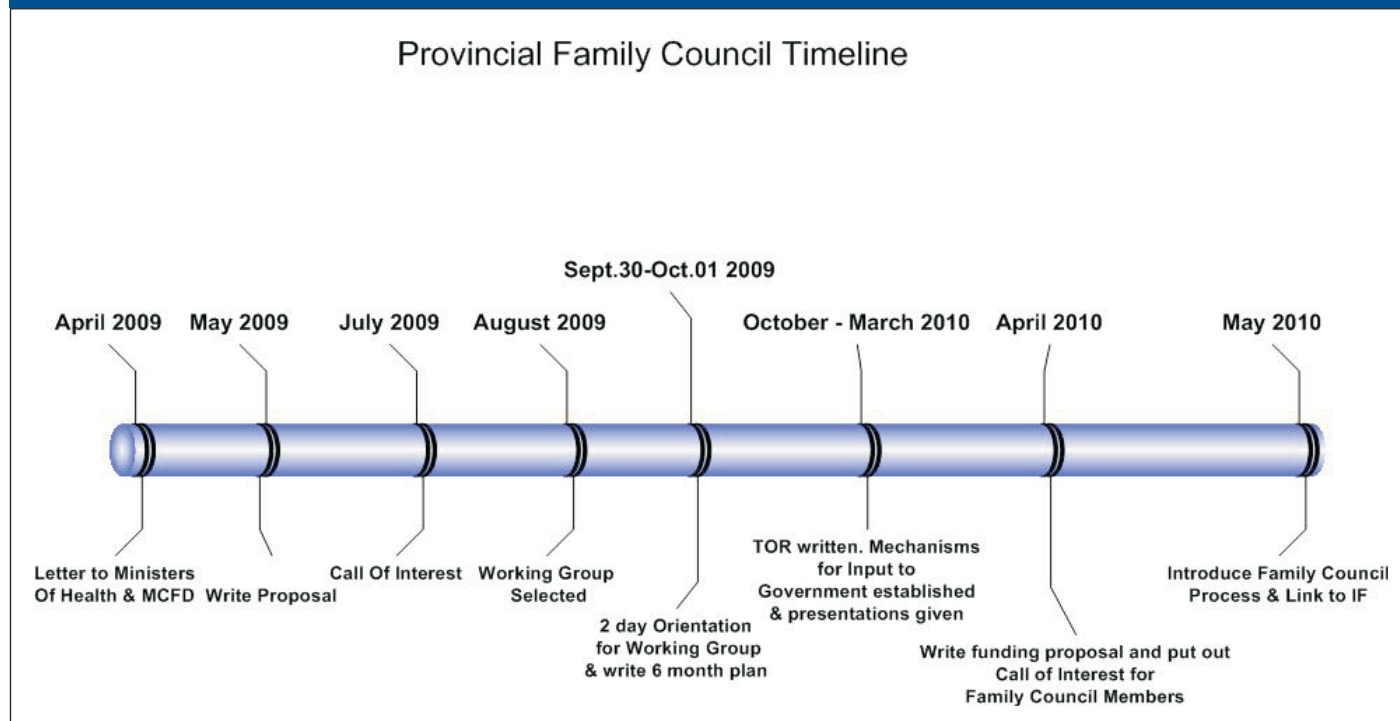 Provincial Family Council Timeline
Sept.30-Oct.01 2009
April 2009 May 2009 July 2009 August 2009 October - March 2010 April 2010 May 2010
Letter to Ministers
Of Health & MCFD
Write Proposal
Call Of Interest
Working Group
Selected
2 day Orientation
for Working Group
& write 6 month plan
TOR written. Mechanisms
for Input to
Government established
& presentations given
Write funding proposal and put out
Call of Interest for
Family Council Members
Introduce Family Council
Process & Link to IF